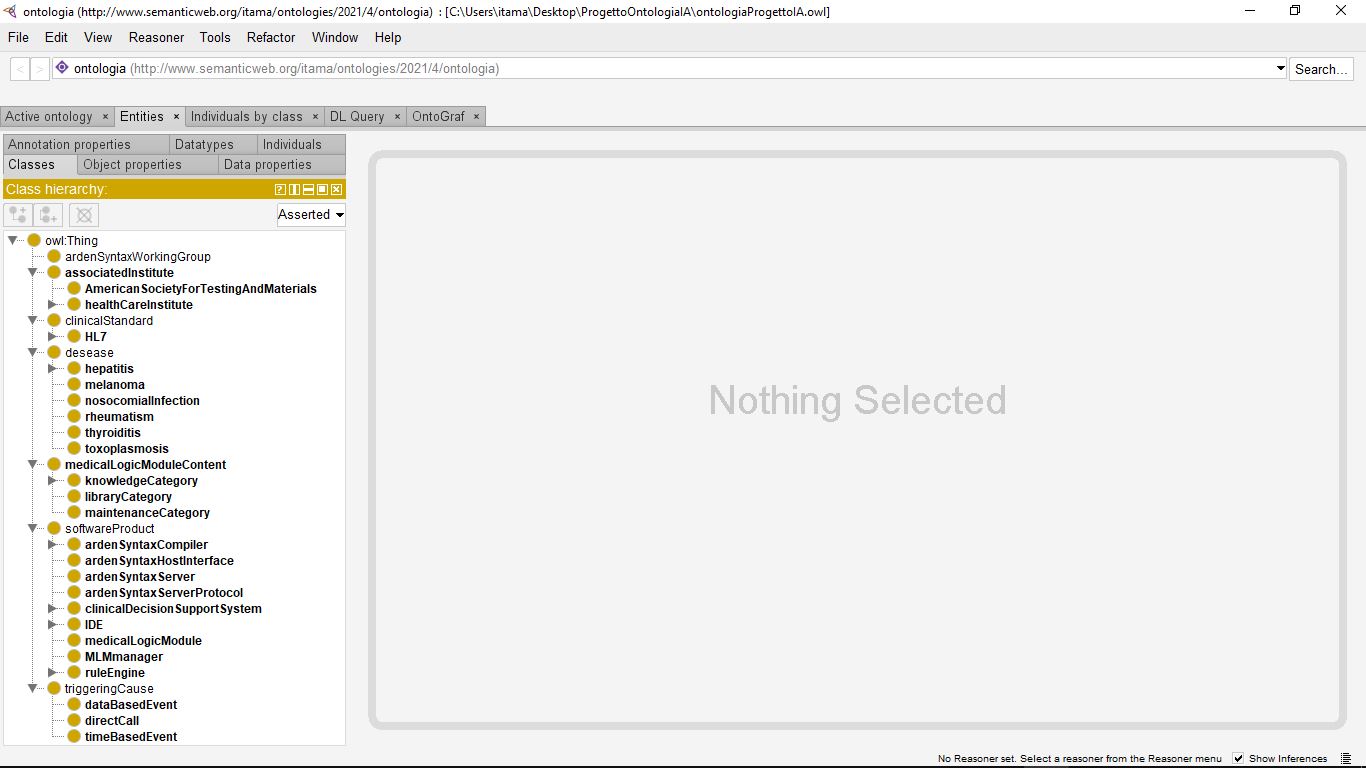 ontologia (http://www.semanticweb.org/itama/ontologies/2021/4/ontologia) : [C:\Users\itama\Desktop\ProgettoOntologiaIA\ontologiaProgettoIA.owl]
File Edit View Reasoner Tools Refactor Window Help
< > ontologia (http://www.semanticweb.org/itama/ontologies/2021/4/ontologia) Search...
Active ontology × Entities × Individuals by class × DL Query × OntoGraf ×
Annotation properties Datatypes Individuals
Classes Object properties Data properties
Class hierarchy:
Asserted
owl:Thing
ardenSyntaxWorkingGroup
associatedInstitute
AmericanSocietyForTestingAndMaterials
healthCareInstitute
clinicalStandard
HL7
desease
hepatitis
melanoma
nosocomialInfection
rheumatism
thyroiditis
toxoplasmosis
medicalLogicModuleContent
knowledgeCategory
libraryCategory
maintenanceCategory
softwareProduct
ardenSyntaxCompiler
ardenSyntaxHostInterface
ardenSyntaxServer
ardenSyntaxServerProtocol
clinicalDecisionSupportSystem
IDE
medicalLogicModule
MLMmanager
ruleEngine
triggeringCause
dataBasedEvent
directCall
timeBasedEvent
Nothing Selected
No Reasoner set. Select a reasoner from the Reasoner menu Show Inferences